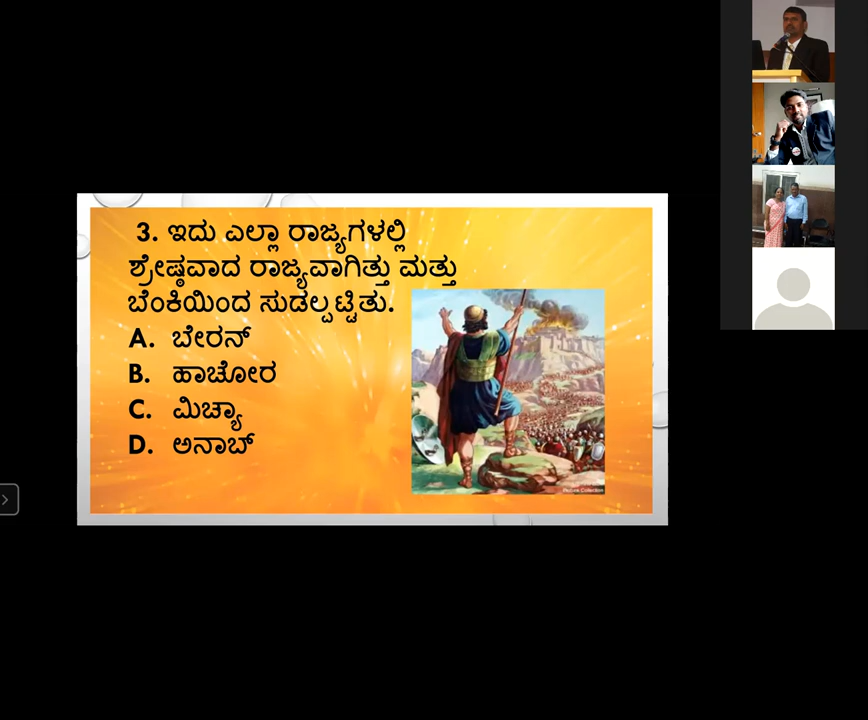 3. ಇದು ಎಲ್ಲಾ ರಾಜ್ಯಗಳಲ್ಲಿ
ಶ್ರೇಷ್ಠವಾದ ರಾಜ್ಯವಾಗಿತ್ತು ಮತ್ತು
ಬೆಂಕಿಯಿಂದ ಸುಡಲ್ಪಟ್ಟಿತು.
A. ಬೇರನ್
B. ಹಾಚೋರ
C. ಮಿಚ್ಯಾ
D. ಅನಾಬ್